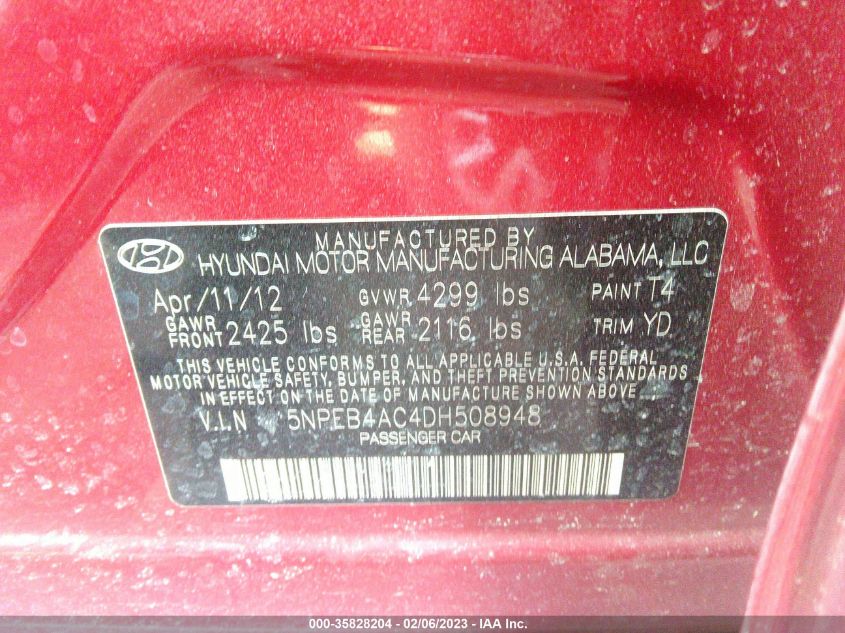 MANUFACTURED BY
HYUNDAI MOTOR MANUFACTURING ALABAMA, LLC
Apr/11/12 GVWR 4299 lbs PAINT T4
GAWR FRONT 2425 lbs GAWR REAR 2116 lbs TRIM YD
THIS VEHICLE CONFORMS TO ALL APPLICABLE U.S.A. FEDERAL
MOTOR VEHICLE SAFETY, BUMPER, AND THEFT PREVENTION STANDARDS
IN EFFECT ON THE DATE OF MANUFACTURE SHOWN ABOVE
V.I.N 5NPEB4AC4DH508948
PASSENGER CAR
000-35828204 - 02/06/2023 - IAA Inc.